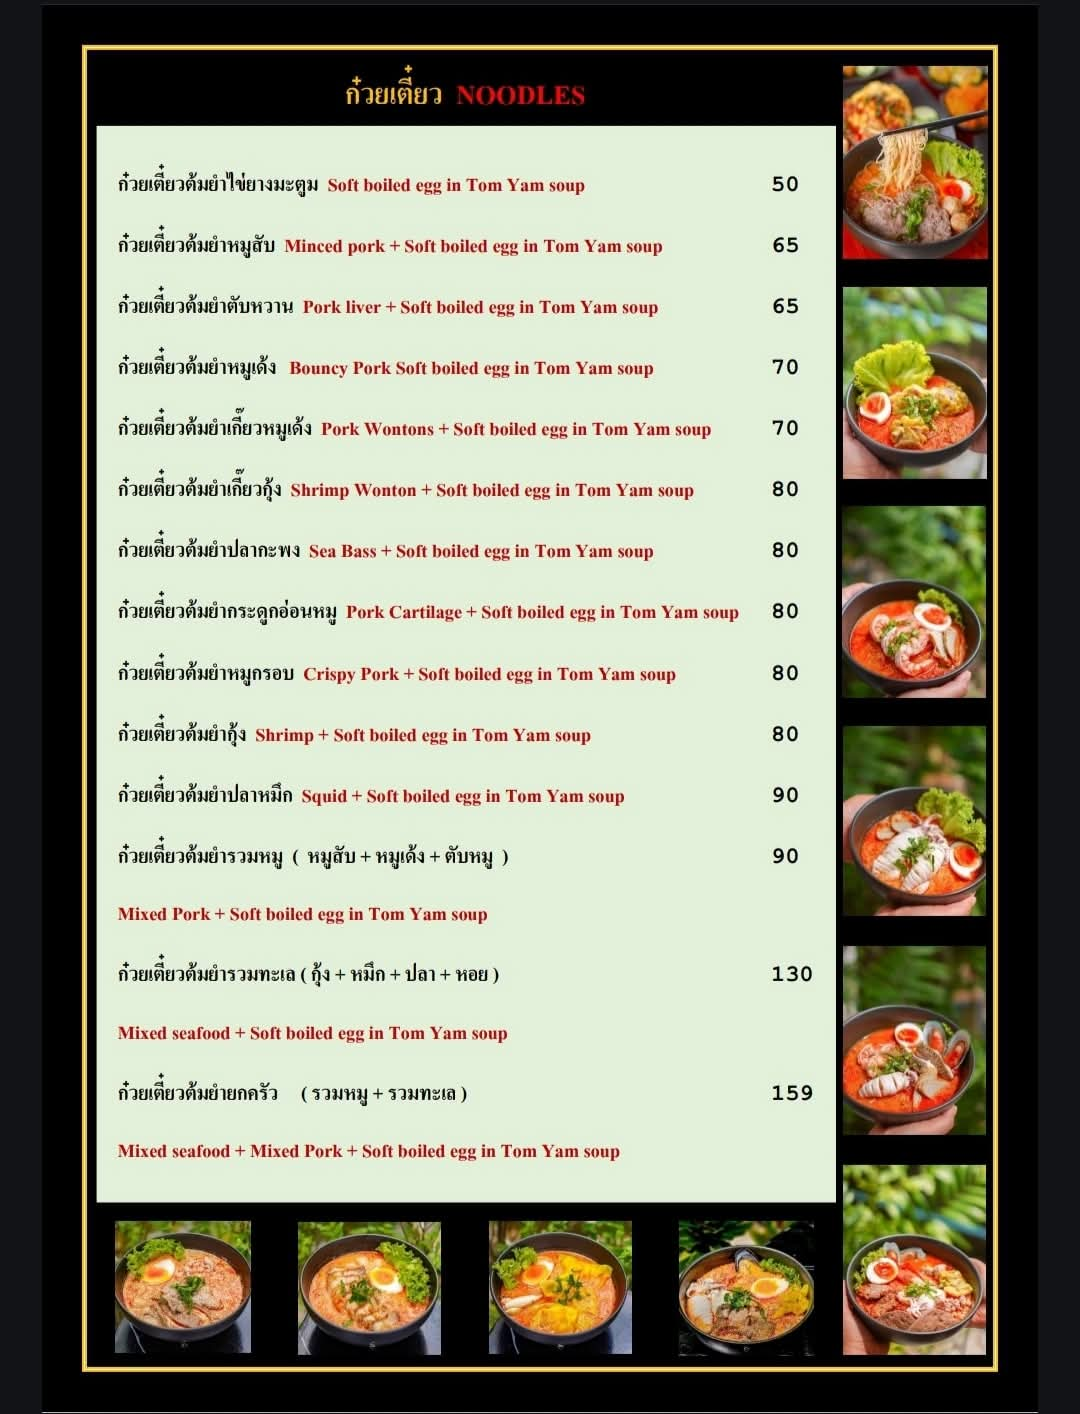 ก๋วยเตี๋ยว NOODLES
ก๋วยเตี๋ยวต้มยำไข่ยางมะตูม Soft boiled egg in Tom Yam soup 50
ก๋วยเตี๋ยวต้มยำหมูสับ Minced pork + Soft boiled egg in Tom Yam soup 65
ก๋วยเตี๋ยวต้มยำตับหวาน Pork liver + Soft boiled egg in Tom Yam soup 65
ก๋วยเตี๋ยวต้มยำหมูเด้ง Bouncy Pork Soft boiled egg in Tom Yam soup 70
ก๋วยเตี๋ยวต้มยำเกี๊ยวหมูเด้ง Pork Wontons + Soft boiled egg in Tom Yam soup 70
ก๋วยเตี๋ยวต้มยำเกี๊ยวกุ้ง Shrimp Wonton + Soft boiled egg in Tom Yam soup 80
ก๋วยเตี๋ยวต้มยำปลากะพง Sea Bass + Soft boiled egg in Tom Yam soup 80
ก๋วยเตี๋ยวต้มยำกระดูกอ่อนหมู Pork Cartilage + Soft boiled egg in Tom Yam soup 80
ก๋วยเตี๋ยวต้มยำหมูกรอบ Crispy Pork + Soft boiled egg in Tom Yam soup 80
ก๋วยเตี๋ยวต้มยำกุ้ง Shrimp + Soft boiled egg in Tom Yam soup 80
ก๋วยเตี๋ยวต้มยำปลาหมึก Squid + Soft boiled egg in Tom Yam soup 90
ก๋วยเตี๋ยวต้มยำรวมหมู ( หมูสับ + หมูเด้ง + ตับหมู ) 90
Mixed Pork + Soft boiled egg in Tom Yam soup
ก๋วยเตี๋ยวต้มยำรวมทะเล ( กุ้ง + หมึก + ปลา + หอย ) 130
Mixed seafood + Soft boiled egg in Tom Yam soup
ก๋วยเตี๋ยวต้มยำยกครัว ( รวมหมู + รวมทะเล ) 159
Mixed seafood + Mixed Pork + Soft boiled egg in Tom Yam soup